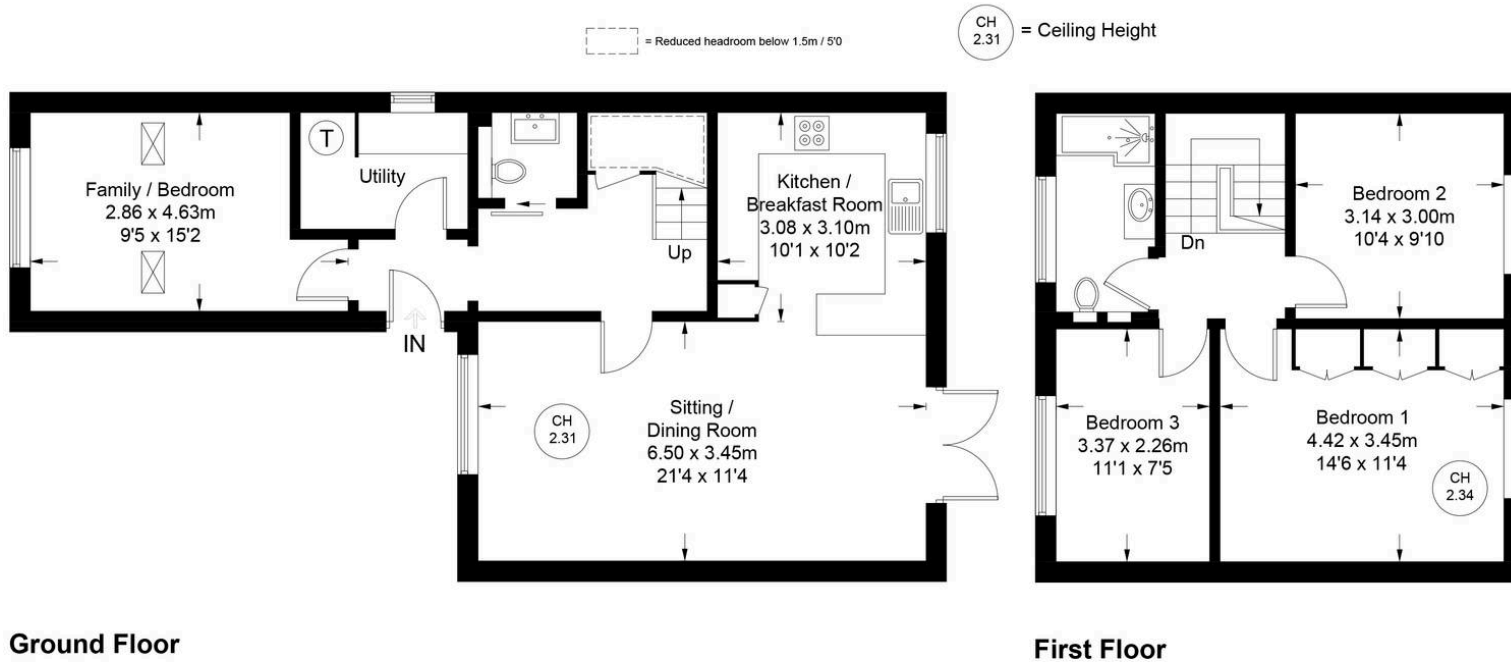 = Reduced headroom below 1.5m / 5'0
CH
2.31
= Ceiling Height
Family / Bedroom
2.86 x 4.63m
9'5 x 15'2
T
Utility
IN
Up
Kitchen /
Breakfast Room
3.08 x 3.10m
10'1 x 10'2
CH
2.31
Sitting /
Dining Room
6.50 x 3.45m
21'4 x 11'4
Dn
Bedroom 2
3.14 x 3.00m
10'4 x 9'10
Bedroom 3
3.37 x 2.26m
11'1 x 7'5
Bedroom 1
4.42 x 3.45m
14'6 x 11'4
CH
2.34
Ground Floor
First Floor